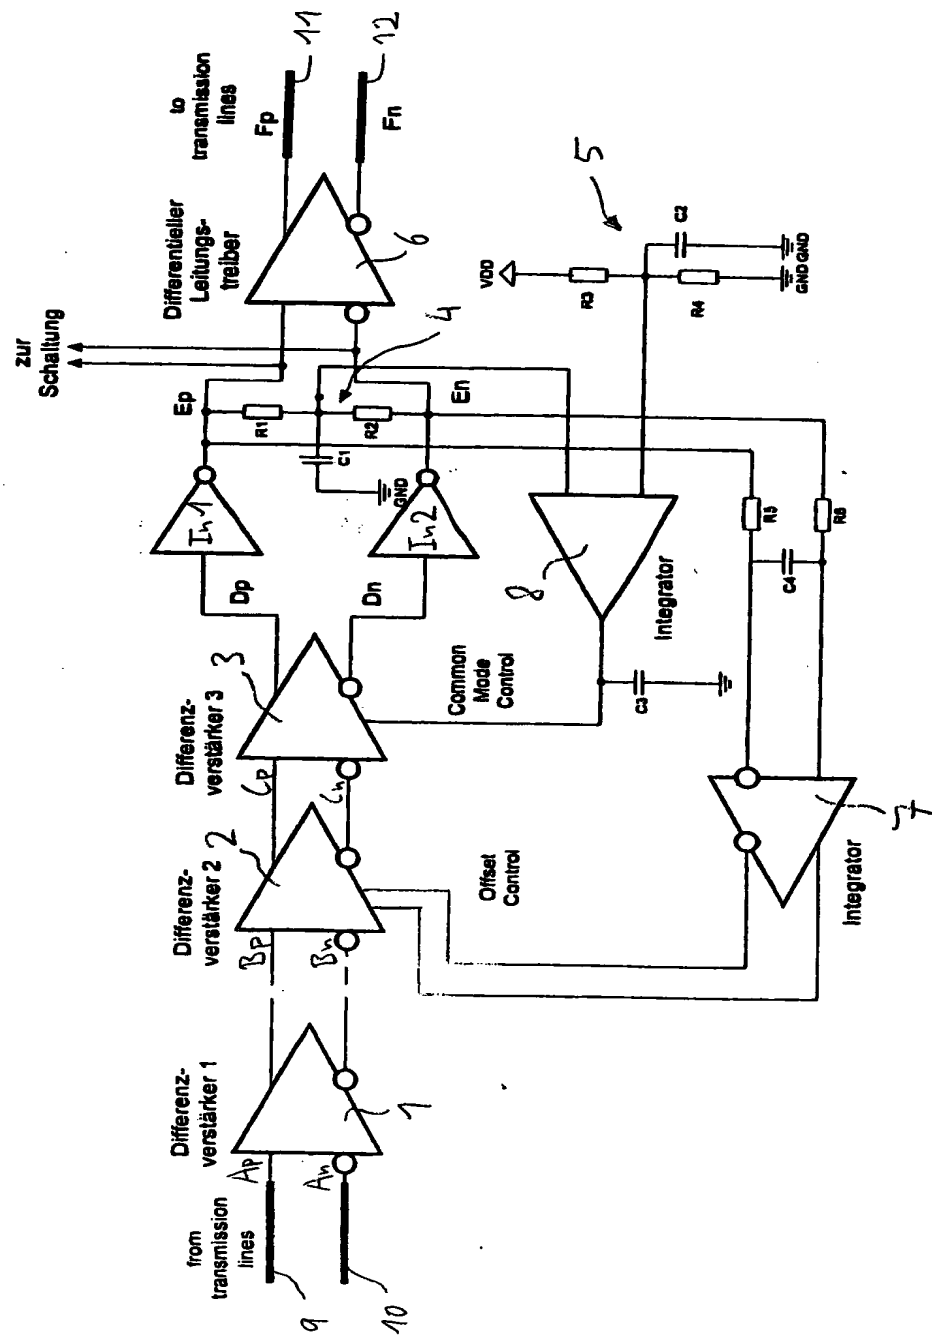 from
transmission
lines
9
10
Ap
An
Differenz-
verstärker 1
1
Bp
Bn
Differenz-
verstärker 2
2
Cp
Cn
Differenz-
verstärker 3
3
Dp
Dn
In1
In2
Ep
En
R1
R2
C1
GND
4
zur
Schaltung
Differentieller
Leitungs-
treiber
6
to
transmission
lines
Fp
Fn
11
12
5
VDD
R3
R4
C2
GND
GND
8
Integrator
Common
Mode
Control
C3
Offset
Control
R5
R6
C4
7
Integrator